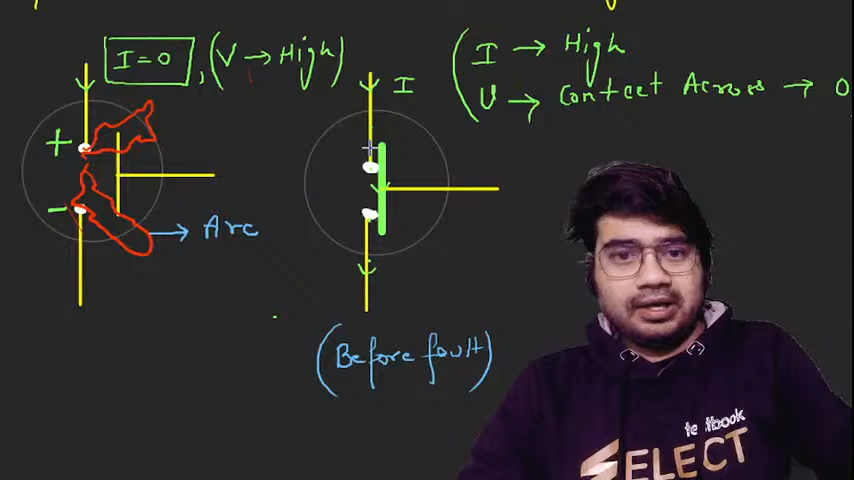 I=0, (V → High)
+
-
→ Arc
I
(I → High
V → Contact Across → 0
(Before fault)
testbook
SELECT